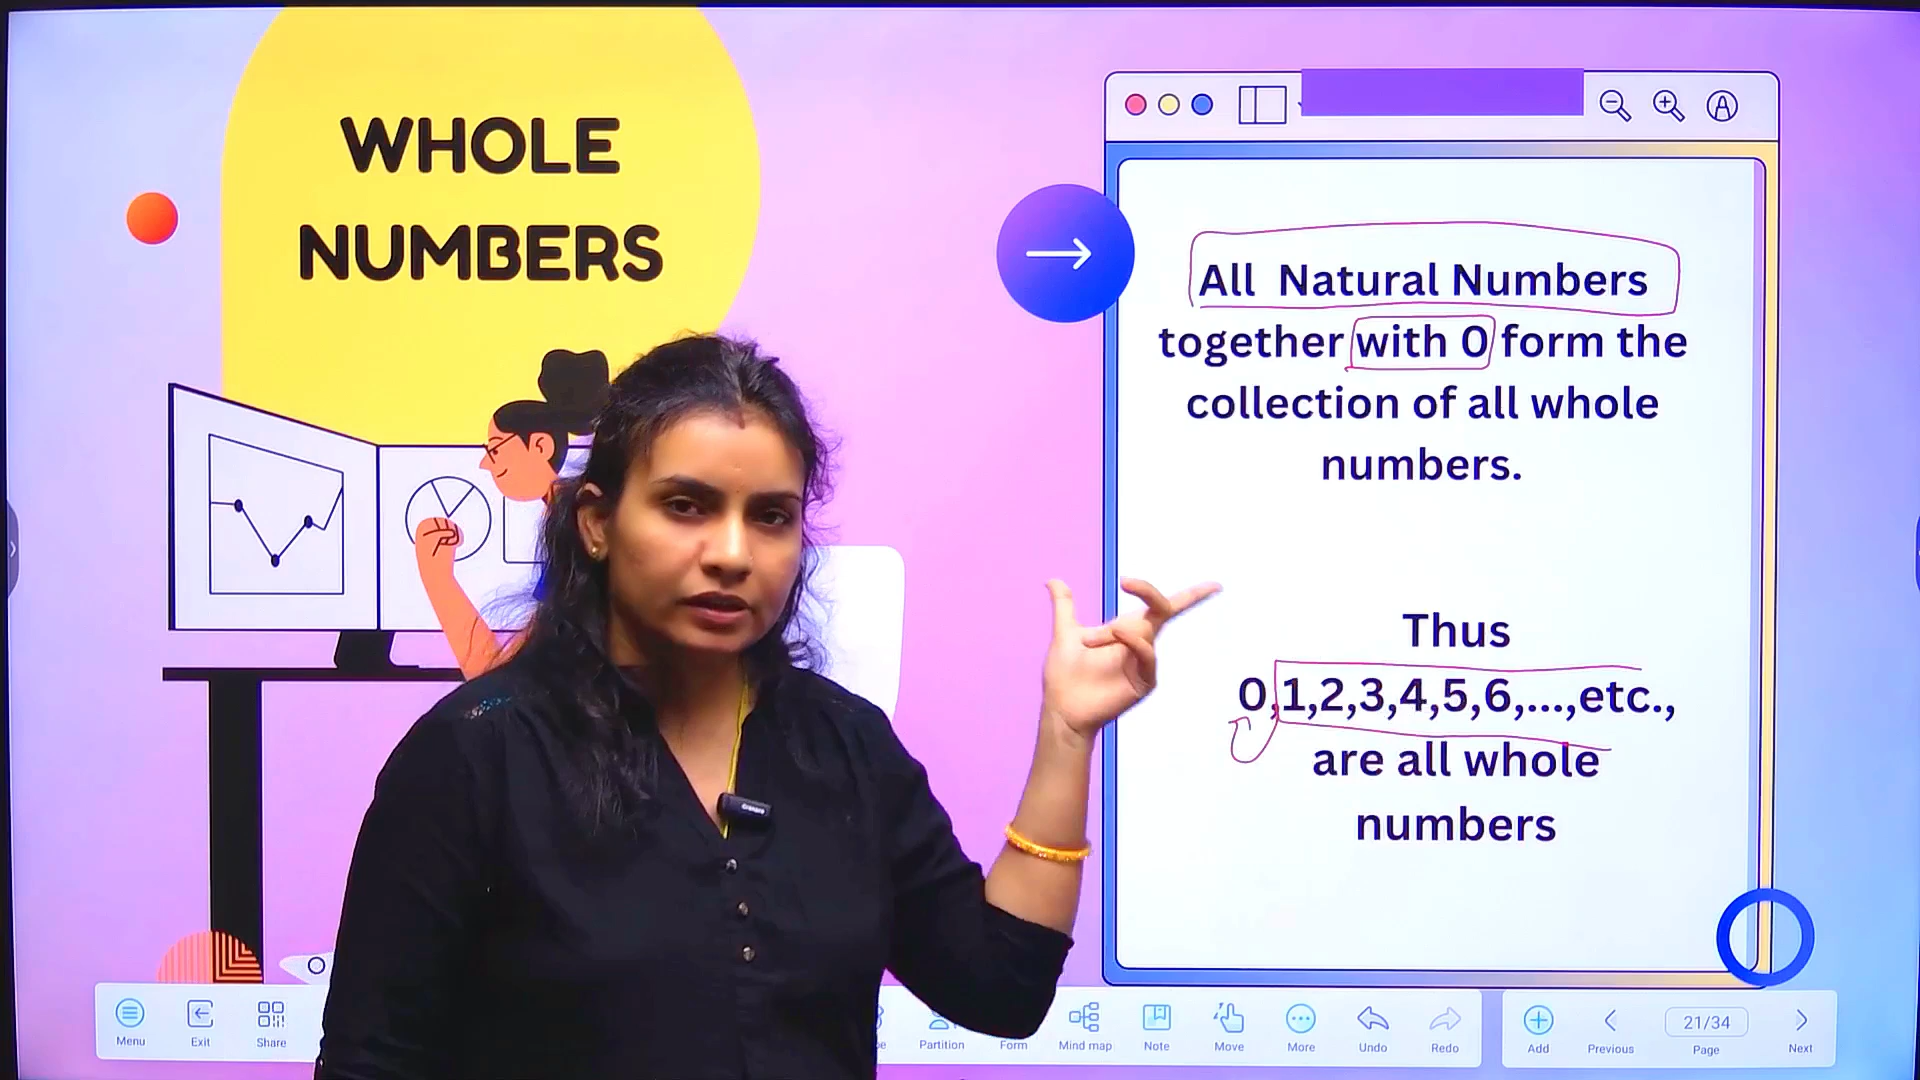 WHOLE
NUMBERS
All Natural Numbers
together with 0 form the
collection of all whole
numbers.
Thus
0,1,2,3,4,5,6,...,etc.,
are all whole
numbers
Menu
Exit
Share
Partition
Form
Mind map
Note
Move
More
Undo
Redo
Add
Previous
21/34
Page
Next